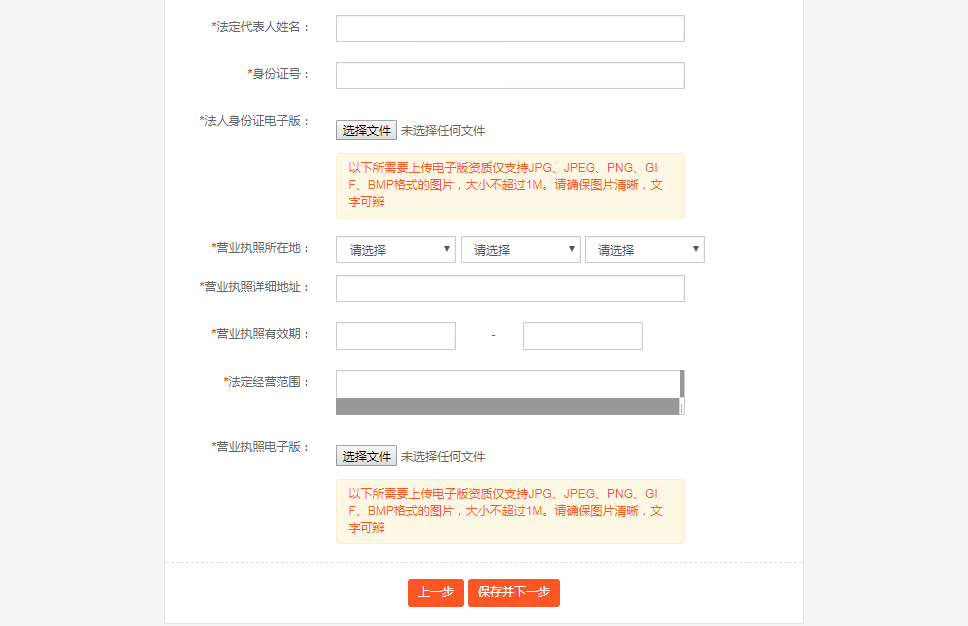 *法定代表人姓名：
*身份证号：
*法人身份证电子版：
选择文件 未选择任何文件
以下所需要上传电子版资质仅支持JPG、JPEG、PNG、GI
F、BMP格式的图片，大小不超过1M。请确保图片清晰，文
字可辨
*营业执照所在地： 请选择 请选择 请选择
*营业执照详细地址：
*营业执照有效期： -
*法定经营范围：
*营业执照电子版：
选择文件 未选择任何文件
以下所需要上传电子版资质仅支持JPG、JPEG、PNG、GI
F、BMP格式的图片，大小不超过1M。请确保图片清晰，文
字可辨
上一步 保存并下一步